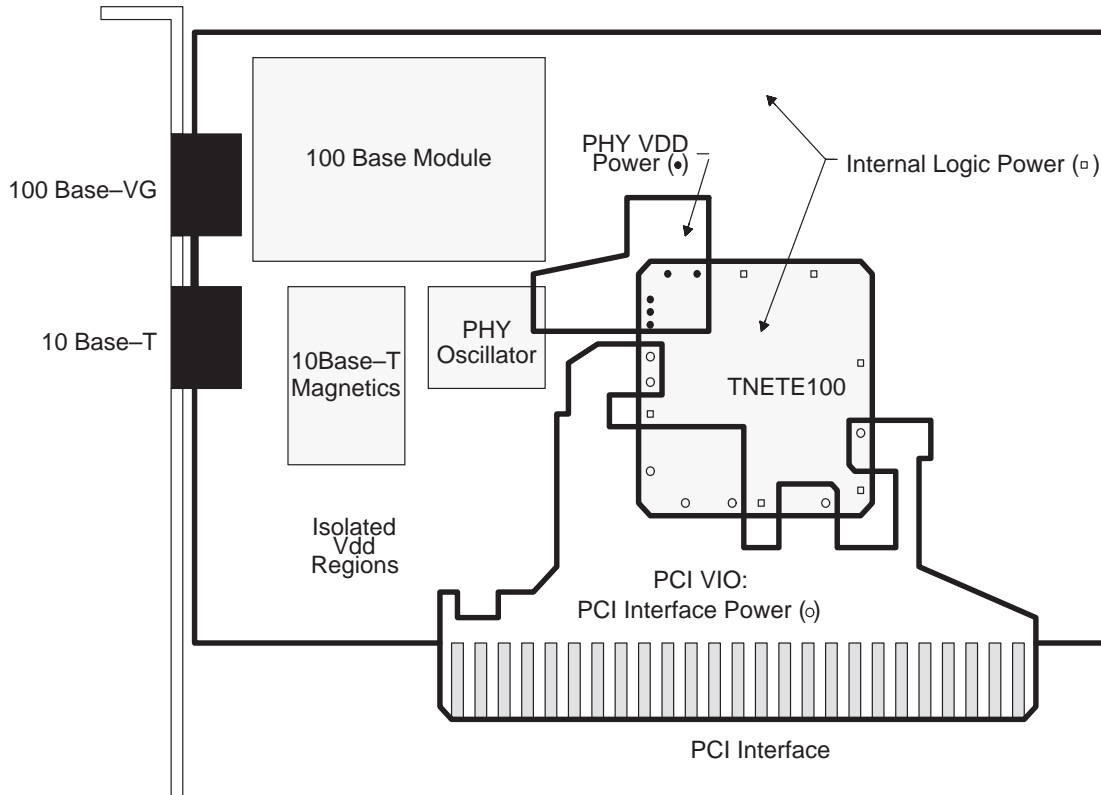 100 Base Module
PHY VDD
Power (●)
Internal Logic Power (□)
100 Base–VG
10 Base–T
PHY
Oscillator
10Base–T
Magnetics
TNETE100
Isolated
Vdd
Regions
PCI VIO:
PCI Interface Power (○)
PCI Interface